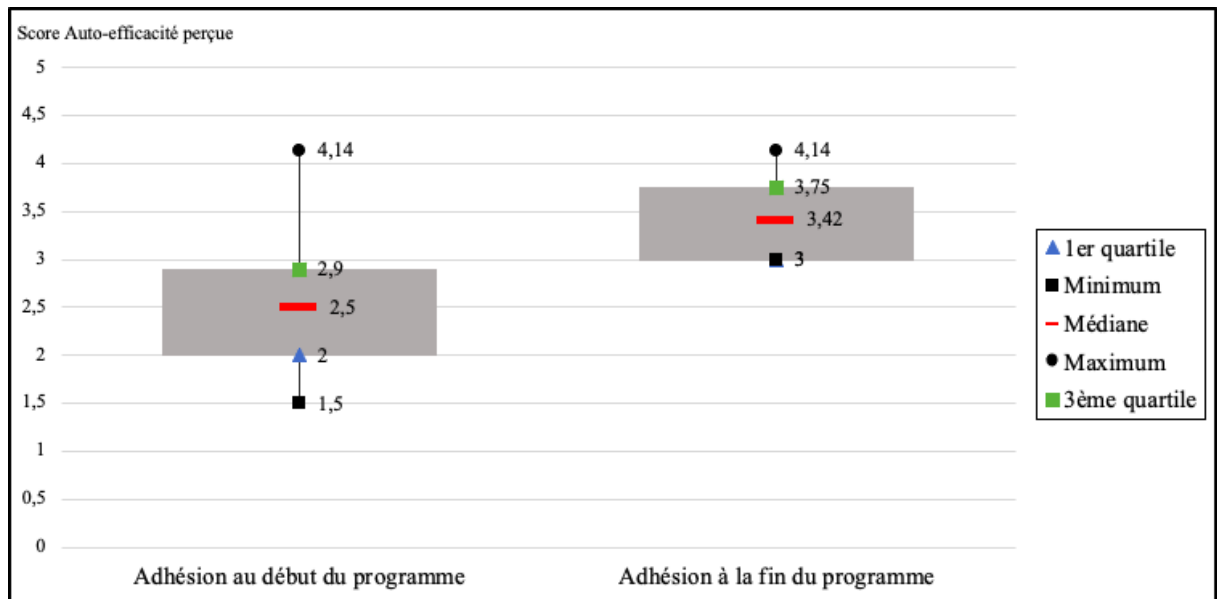 Score Auto-efficacité perçue
5
4,5
4
3,5
3
2,5
2
1,5
1
0,5
0
4,14
2,9
2,5
2
1,5
4,14
3,75
3,42
3
Adhésion au début du programme
Adhésion à la fin du programme
1er quartile
Minimum
Médiane
Maximum
3ème quartile